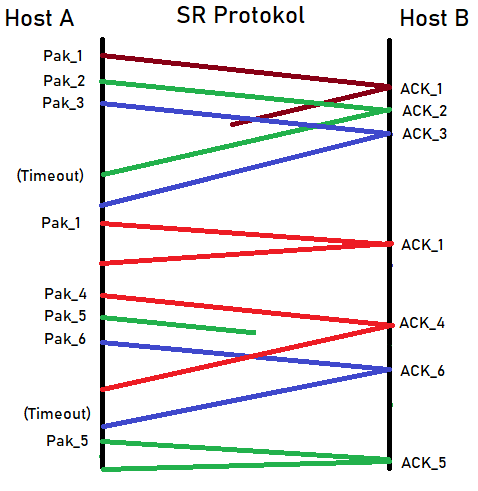 SR Protokol
Host A
Host B
Pak_1
Pak_2
Pak_3
ACK_1
ACK_2
ACK_3
(Timeout)
Pak_1
ACK_1
Pak_4
Pak_5
Pak_6
ACK_4
ACK_6
(Timeout)
Pak_5
ACK_5